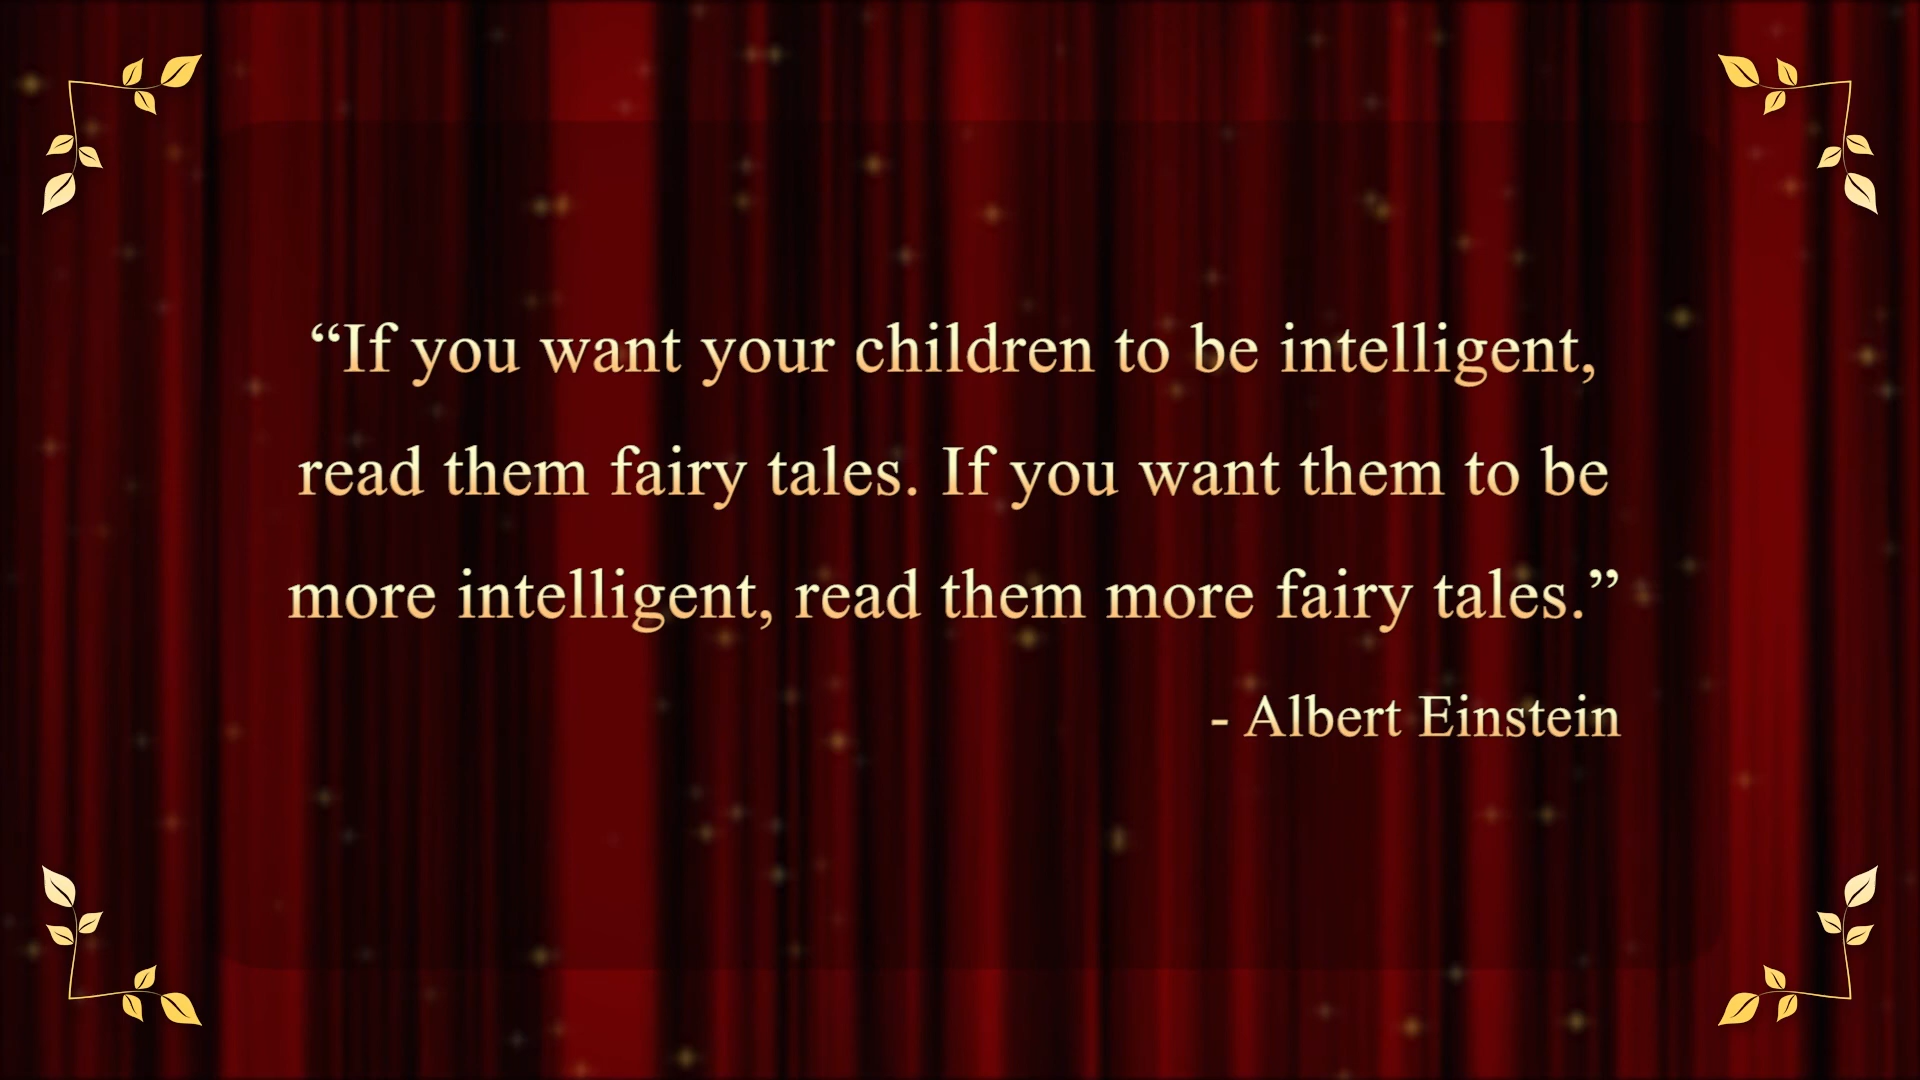 “If you want your children to be intelligent,
read them fairy tales. If you want them to be
more intelligent, read them more fairy tales.”
- Albert Einstein